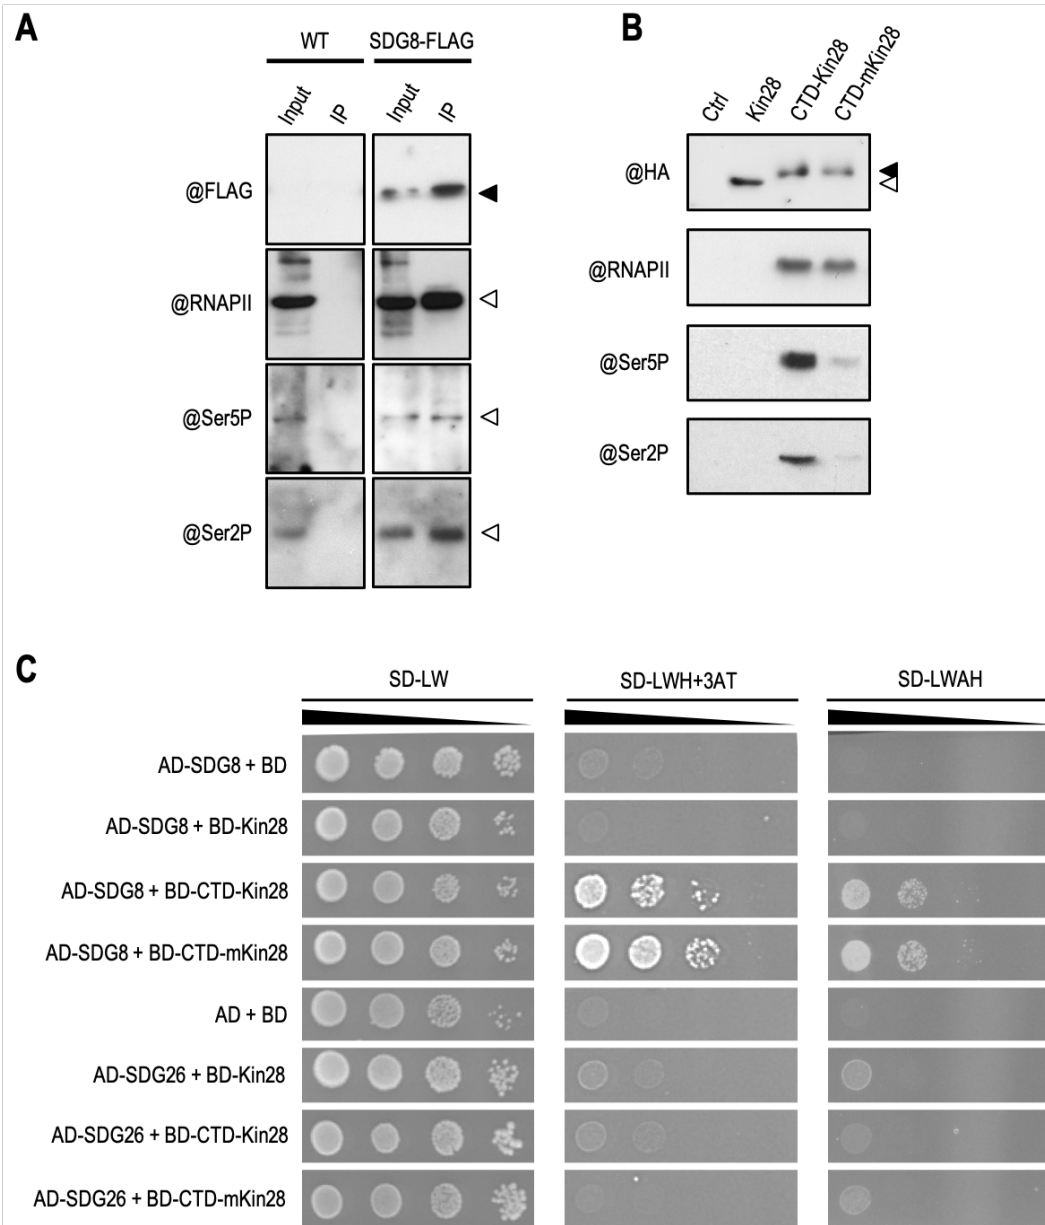 A
WT SDG8-FLAG
Input IP Input IP
@FLAG
@RNAPII
@Ser5P
@Ser2P
B
Ctrl Kin28 CTD-Kin28 CTD-mKin28
@HA
@RNAPII
@Ser5P
@Ser2P
C
SD-LW SD-LWH+3AT SD-LWAH
AD-SDG8 + BD
AD-SDG8 + BD-Kin28
AD-SDG8 + BD-CTD-Kin28
AD-SDG8 + BD-CTD-mKin28
AD + BD
AD-SDG26 + BD-Kin28
AD-SDG26 + BD-CTD-Kin28
AD-SDG26 + BD-CTD-mKin28